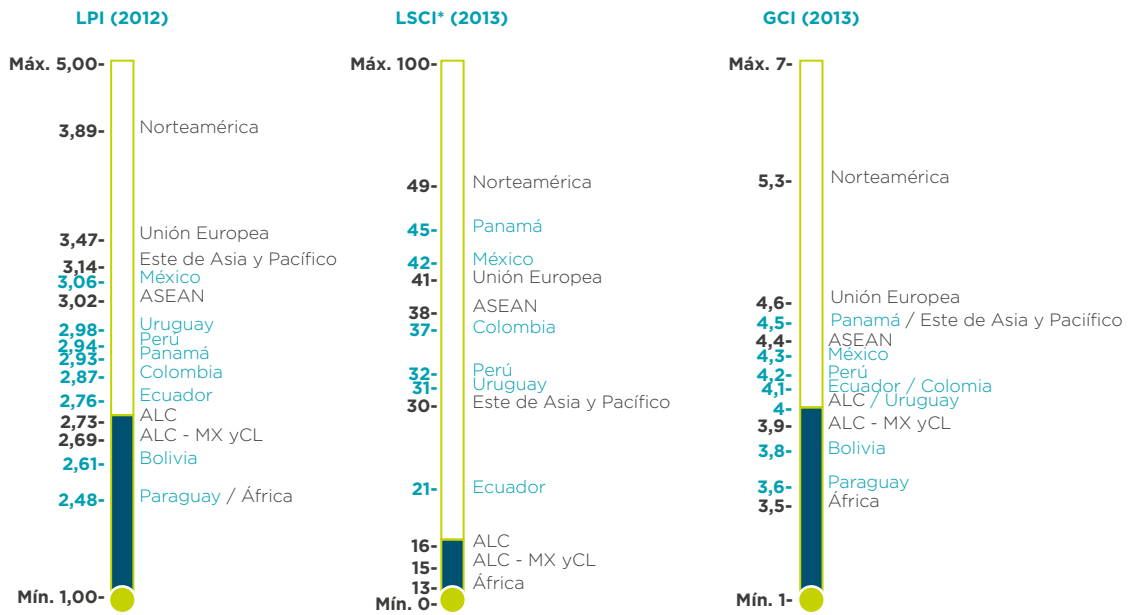 LPI (2012)
Máx. 5,00-
3,89- Norteamérica
3,47- Unión Europea
3,14- Este de Asia y Pacífico
3,06- México
3,02- ASEAN
2,98- Uruguay
2,94- Perú
2,93- Panamá
2,87- Colombia
2,76- Ecuador
2,73- ALC
2,69- ALC - MX yCL
2,61- Bolivia
2,48- Paraguay / África
Mín. 1,00-
LSCI* (2013)
Máx. 100-
49- Norteamérica
45- Panamá
42- México
41- Unión Europea
38- ASEAN
37- Colombia
32- Perú
31- Uruguay
30- Este de Asia y Pacífico
21- Ecuador
16- ALC
15- ALC - MX yCL
13- África
Mín. 0-
GCI (2013)
Máx. 7-
5,3- Norteamérica
4,6- Unión Europea
4,5- Panamá / Este de Asia y Paciífico
4,4- ASEAN
4,3- México
4,2- Perú
4,1- Ecuador / Colomia
4- ALC / Uruguay
3,9- ALC - MX yCL
3,8- Bolivia
3,6- Paraguay
3,5- África
Mín. 1-